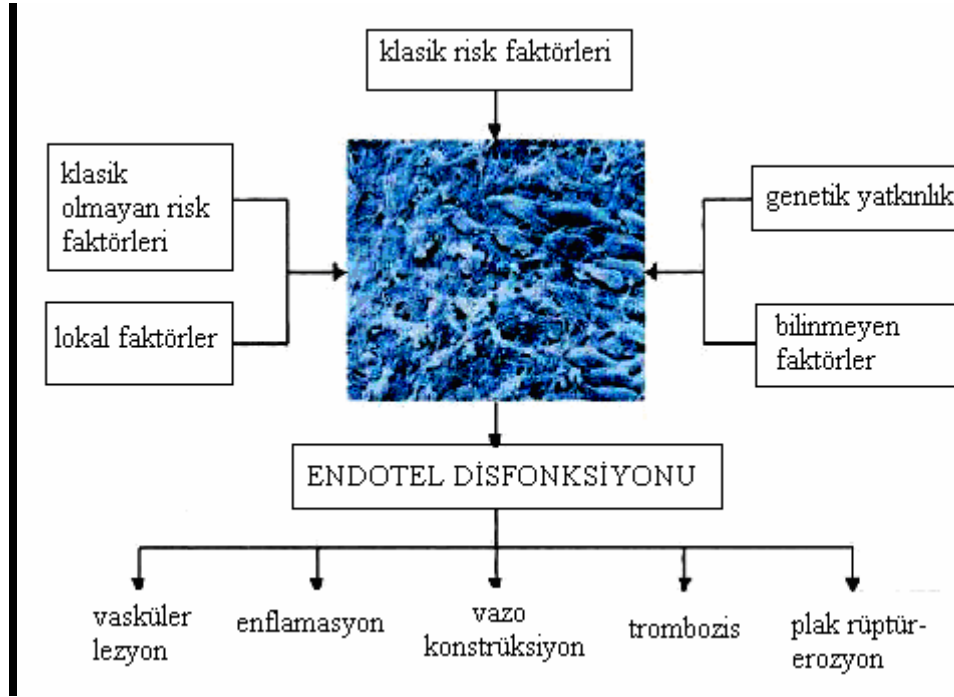 klasik risk faktörleri
klasik
olmayan risk
faktörleri
genetik yatkınlık
lokal faktörler
bilinmeyen
faktörler
ENDOTEL DİSFONKSİYONU
vasküler
lezyon
enflamasyon
vazo
konstrüksiyon
trombozis
plak rüptür-
erozyon